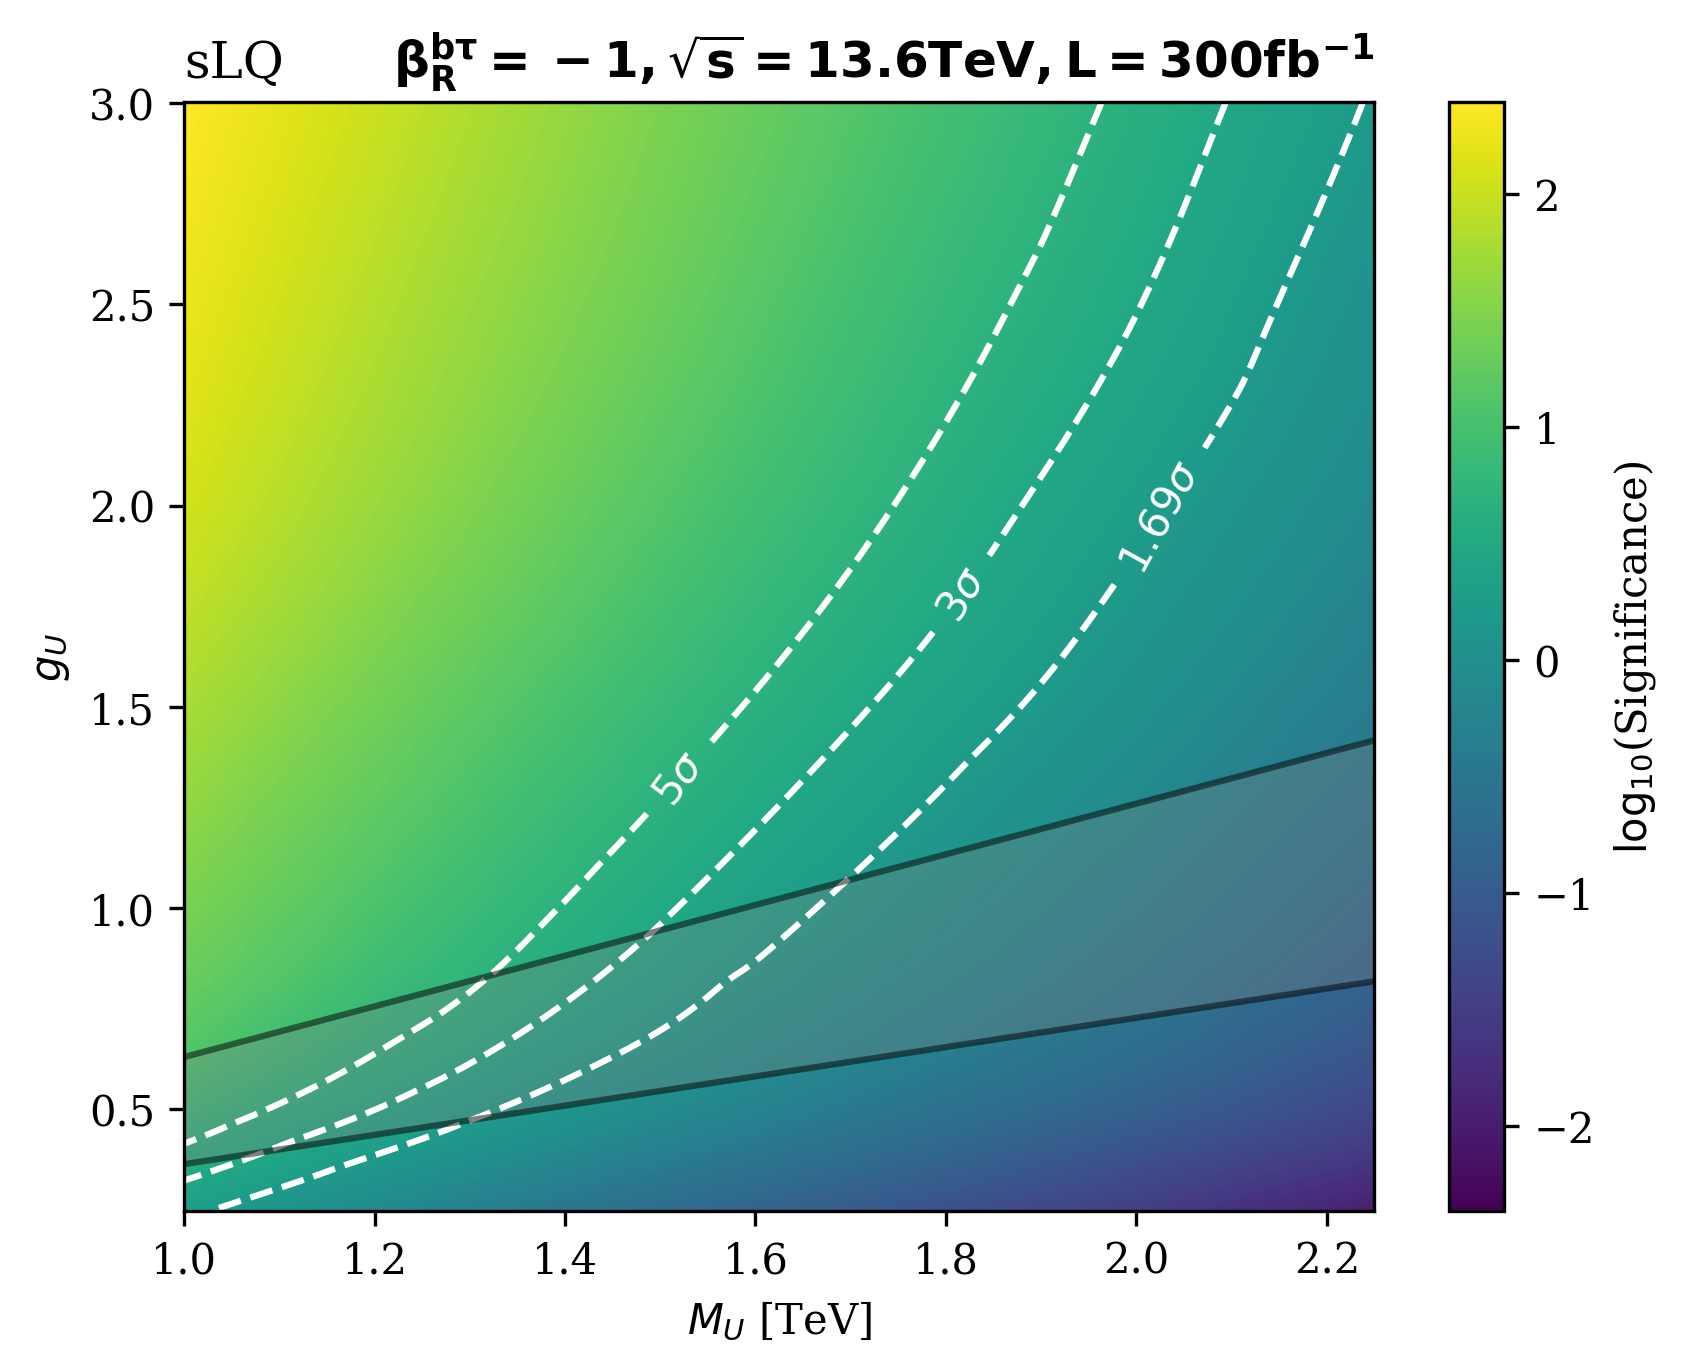 sLQ
β_R^{bτ} = −1, √s = 13.6TeV, L = 300fb⁻¹
3.0
2.5
2.0
1.5
1.0
0.5
g_U
5σ
3σ
1.69σ
1.0 1.2 1.4 1.6 1.8 2.0 2.2
M_U [TeV]
2
1
0
−1
−2
log₁₀(Significance)